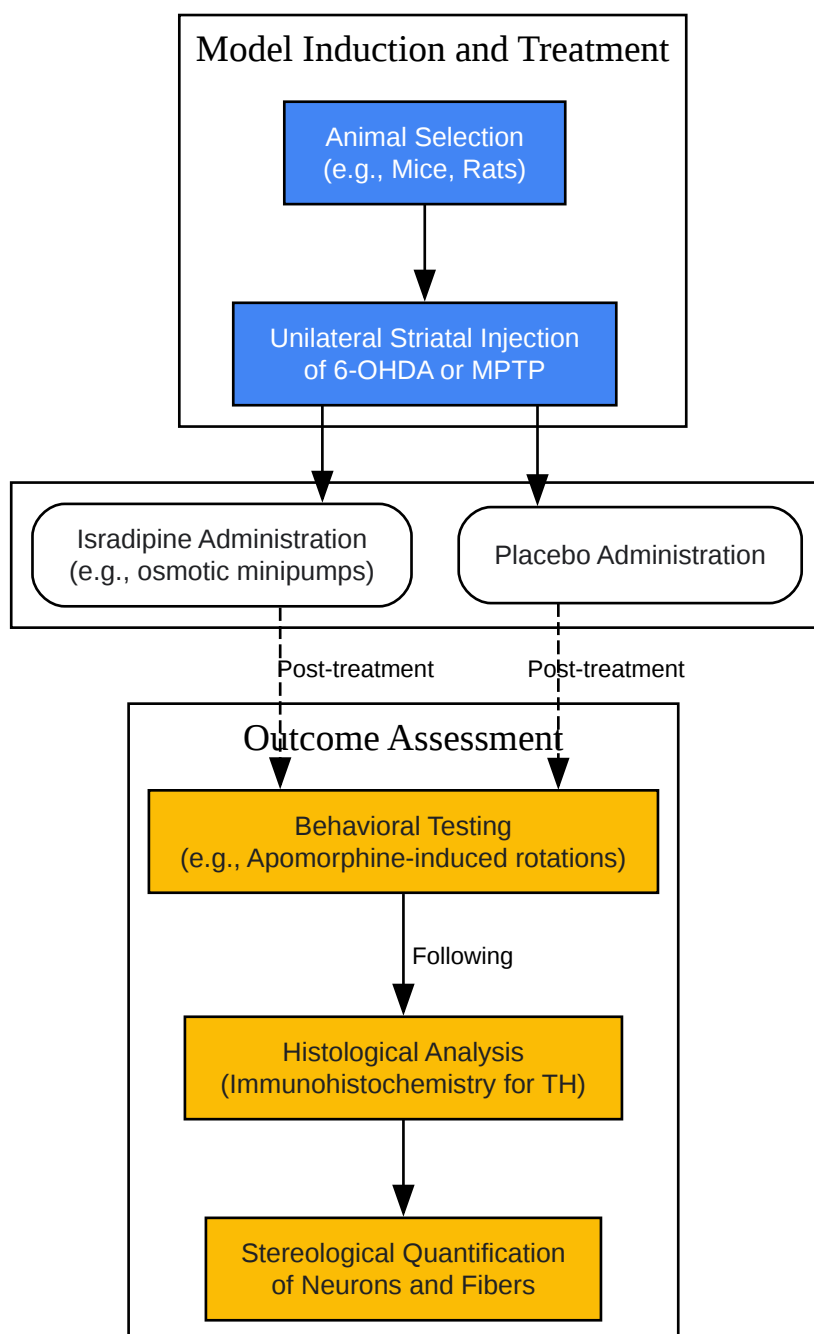 Model Induction and Treatment
Animal Selection
(e.g., Mice, Rats)
Unilateral Striatal Injection
of 6-OHDA or MPTP
Isradipine Administration
(e.g., osmotic minipumps)
Placebo Administration
Post-treatment
Post-treatment
Outcome Assessment
Behavioral Testing
(e.g., Apomorphine-induced rotations)
Following
Histological Analysis
(Immunohistochemistry for TH)
Stereological Quantification
of Neurons and Fibers